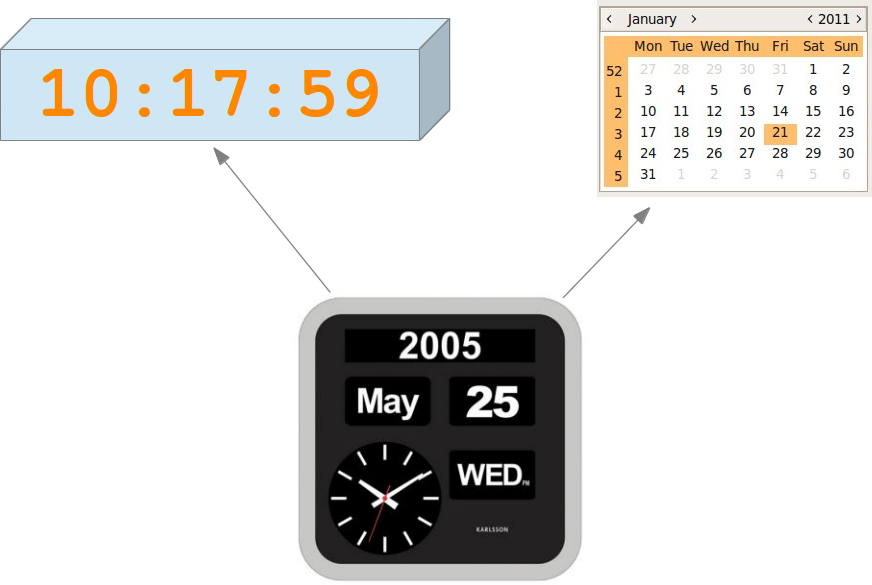 10:17:59
< January > < 2011 >
Mon Tue Wed Thu Fri Sat Sun
52 27 28 29 30 31 1 2
1 3 4 5 6 7 8 9
2 10 11 12 13 14 15 16
3 17 18 19 20 21 22 23
4 24 25 26 27 28 29 30
5 31 1 2 3 4 5 6
2005
May 25
WED PM
KARLSSON